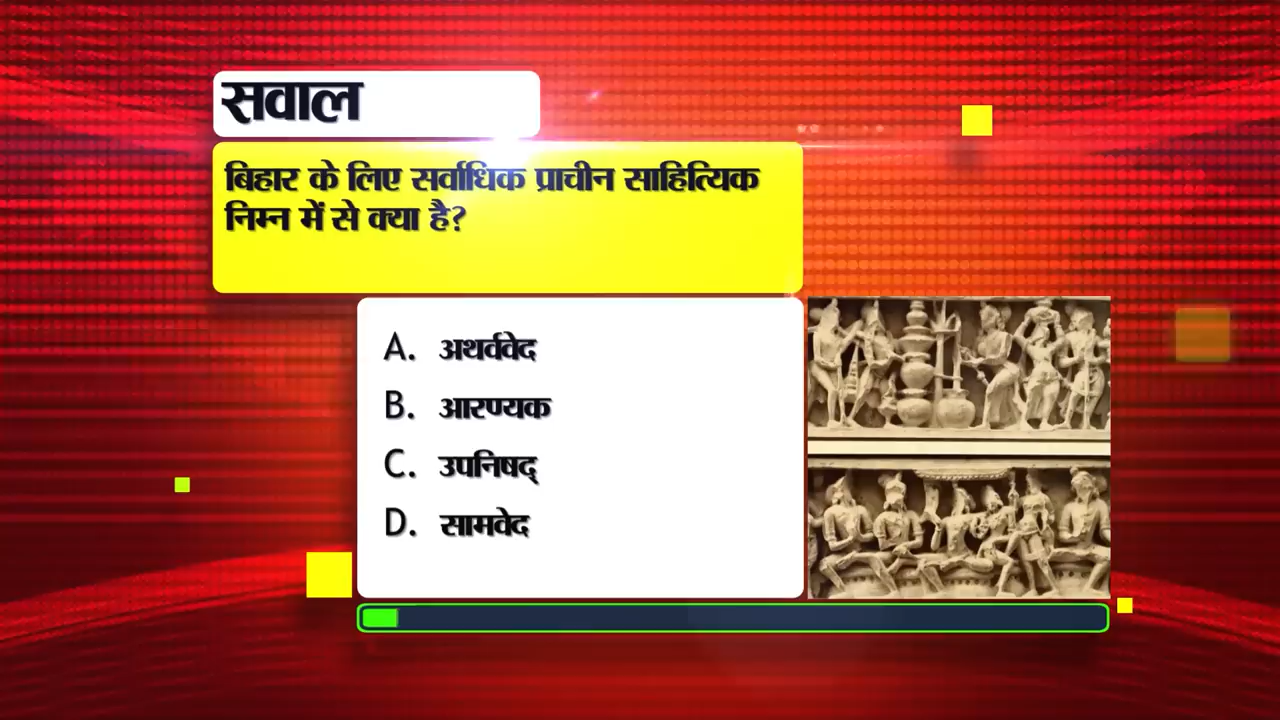 सवाल
बिहार के लिए सर्वाधिक प्राचीन साहित्यिक
निम्न में से क्या है?
A. अथर्ववेद
B. आरण्यक
C. उपनिषद्
D. सामवेद